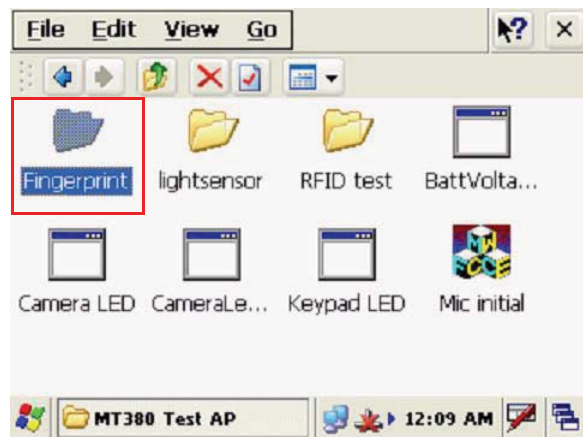 File Edit View Go
Fingerprint lightsensor RFID test BattVolta...
Camera LED CameraLe... Keypad LED Mic initial
MT380 Test AP 12:09 AM